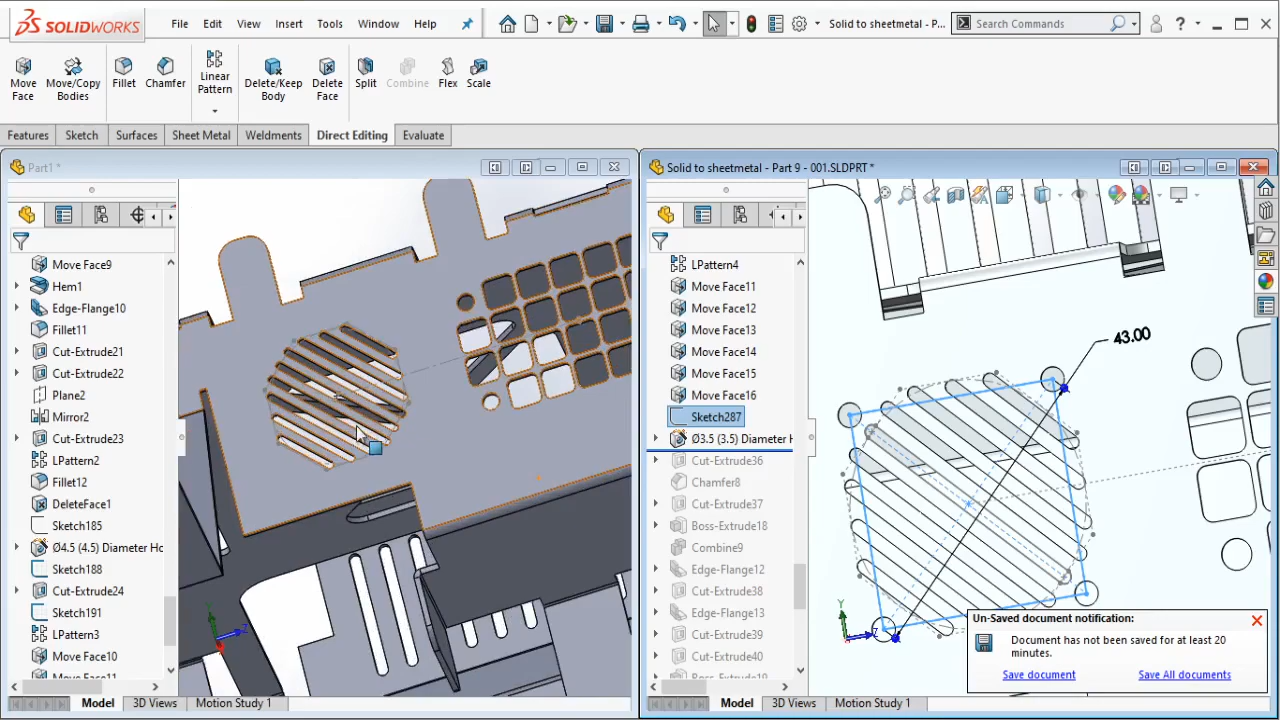 SOLIDWORKS
File Edit View Insert Tools Window Help
Solid to sheetmetal - P...
Search Commands
Move Face
Move/Copy Bodies
Fillet
Chamfer
Linear Pattern
Delete/Keep Body
Delete Face
Split
Combine
Flex
Scale
Features Sketch Surfaces Sheet Metal Weldments Direct Editing Evaluate
Part1 *
Move Face9
Hem1
Edge-Flange10
Fillet11
Cut-Extrude21
Cut-Extrude22
Plane2
Mirror2
Cut-Extrude23
LPattern2
Fillet12
DeleteFace1
Sketch185
Ø4.5 (4.5) Diameter Ho
Sketch188
Cut-Extrude24
Sketch191
LPattern3
Move Face10
Move Face11
Model 3D Views Motion Study 1
Solid to sheetmetal - Part 9 - 001.SLDPRT *
LPattern4
Move Face11
Move Face12
Move Face13
Move Face14
Move Face15
Move Face16
Sketch287
Ø3.5 (3.5) Diameter H
Cut-Extrude36
Chamfer8
Cut-Extrude37
Boss-Extrude18
Combine9
Edge-Flange12
Cut-Extrude38
Edge-Flange13
Cut-Extrude39
Cut-Extrude40
Boss-Extrude19
43.00
Y
Y
Z
Un-Saved document notification:
Document has not been saved for at least 20
minutes.
Save document Save All documents
Model 3D Views Motion Study 1